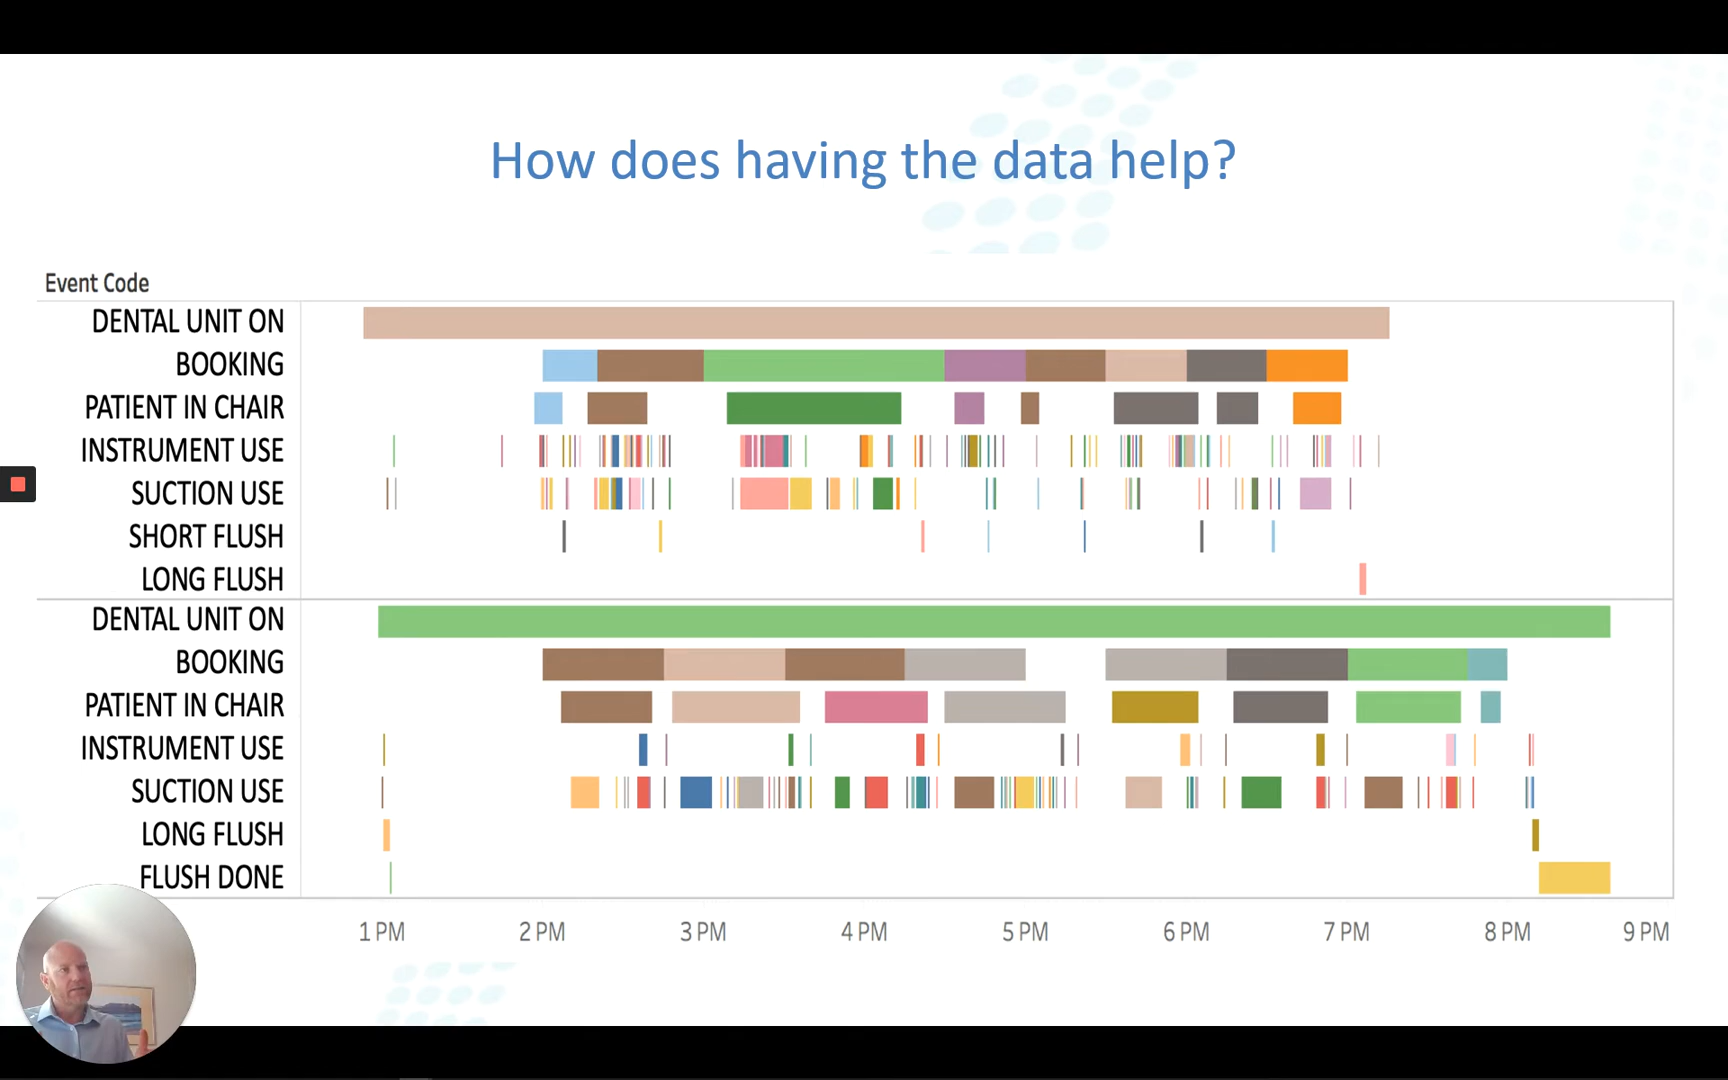 How does having the data help?
Event Code
DENTAL UNIT ON
BOOKING
PATIENT IN CHAIR
INSTRUMENT USE
SUCTION USE
SHORT FLUSH
LONG FLUSH
DENTAL UNIT ON
BOOKING
PATIENT IN CHAIR
INSTRUMENT USE
SUCTION USE
LONG FLUSH
FLUSH DONE
1 PM 2 PM 3 PM 4 PM 5 PM 6 PM 7 PM 8 PM 9 PM